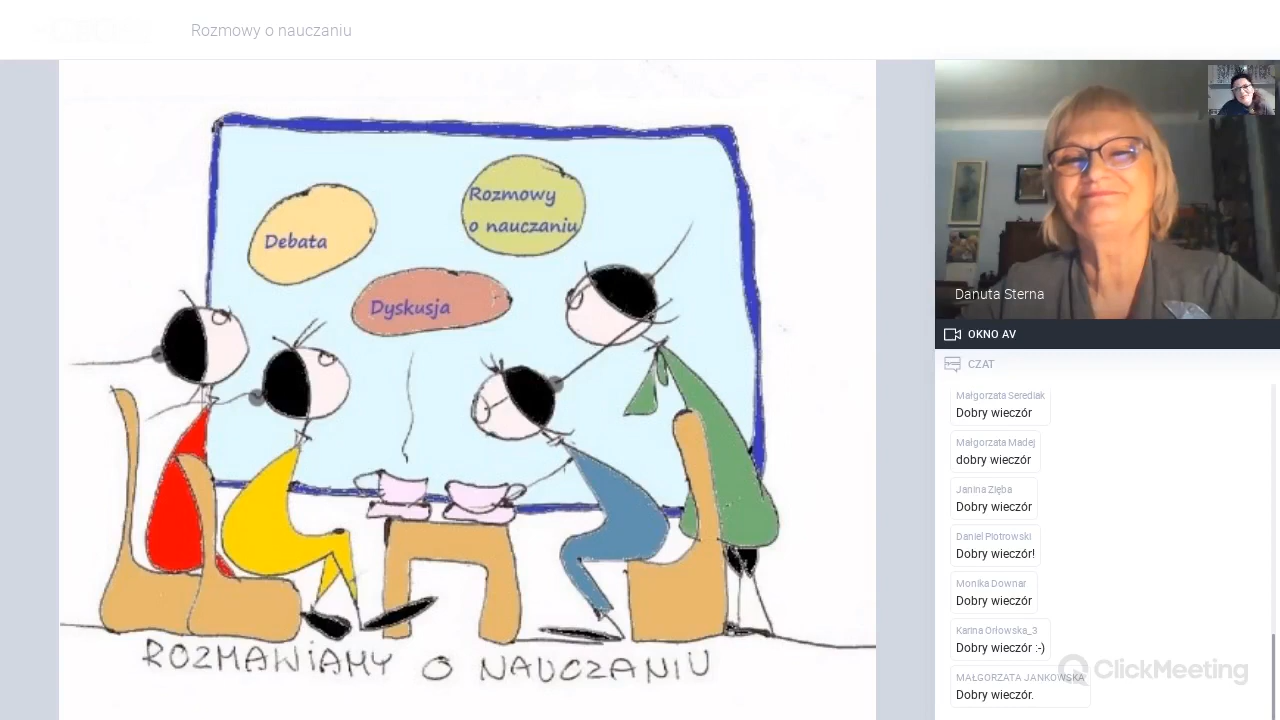 Rozmowy o nauczaniu
Debata
Rozmowy
o nauczaniu
Dyskusja
ROZMAWIAMY O NAUCZANIU
Danuta Sterna
OKNO AV
CZAT
Małgorzata Seredlak
Dobry wieczór
Małgorzata Madej
dobry wieczór
Janina Zięba
Dobry wieczór
Daniel Piotrowski
Dobry wieczór!
Monika Downar
Dobry wieczór
Karina Orłowska_3
Dobry wieczór :-)
MAŁGORZATA JANKOWSKA
Dobry wieczór.
ClickMeeting